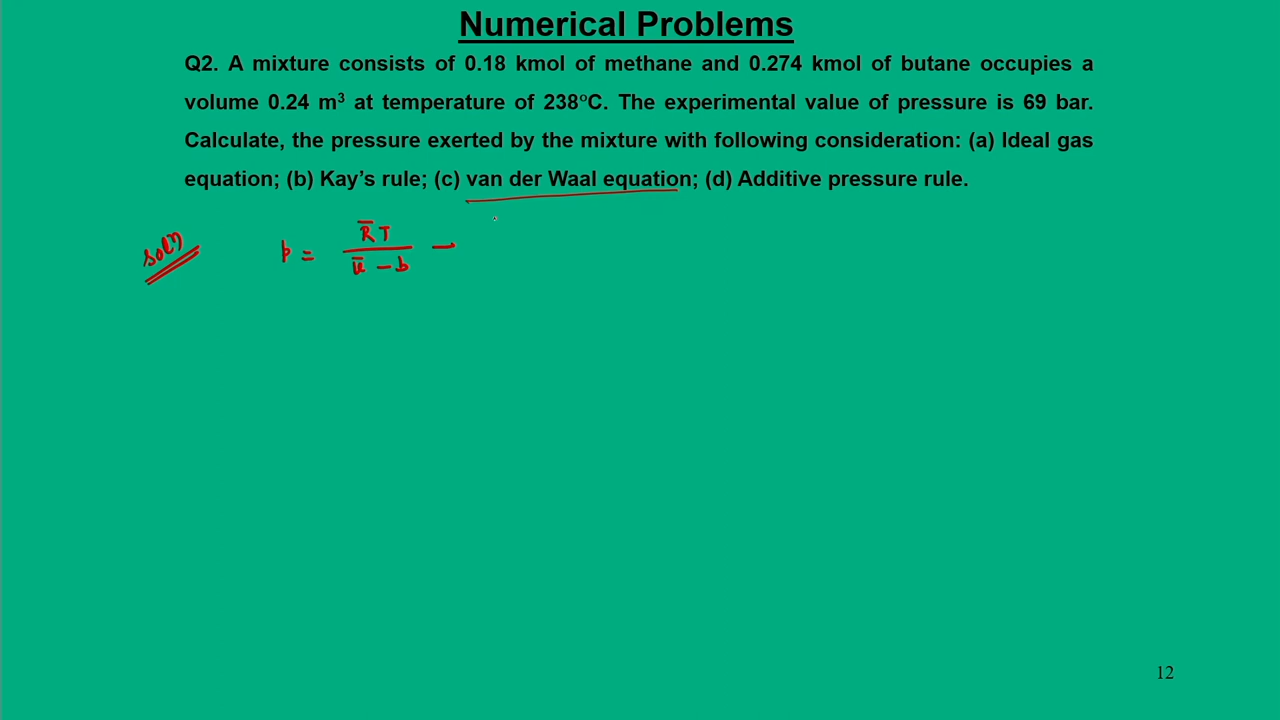 Numerical Problems
Q2. A mixture consists of 0.18 kmol of methane and 0.274 kmol of butane occupies a
volume 0.24 m³ at temperature of 238ºC. The experimental value of pressure is 69 bar.
Calculate, the pressure exerted by the mixture with following consideration: (a) Ideal gas
equation; (b) Kay's rule; (c) van der Waal equation; (d) Additive pressure rule.
Solⁿ
p = R̅T / (v̅ − b) −
12